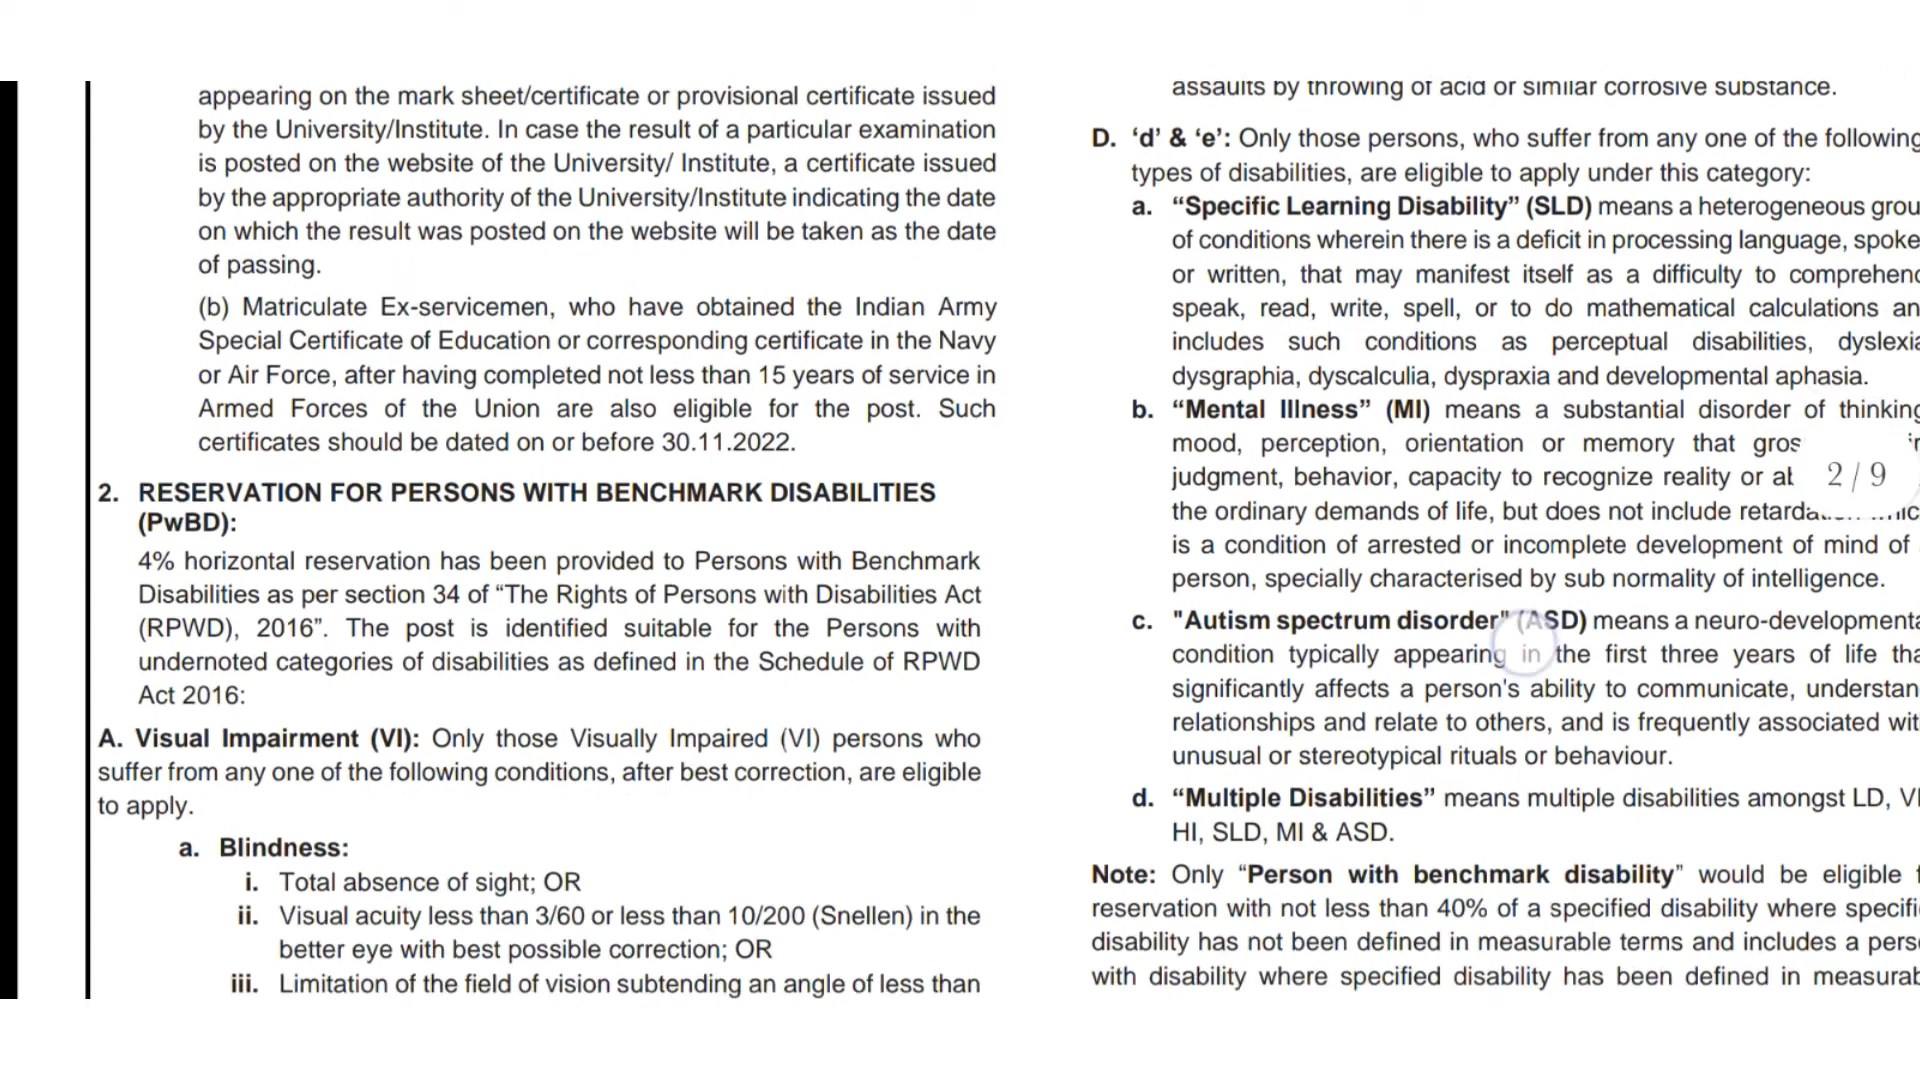 appearing on the mark sheet/certificate or provisional certificate issued
by the University/Institute. In case the result of a particular examination
is posted on the website of the University/ Institute, a certificate issued
by the appropriate authority of the University/Institute indicating the date
on which the result was posted on the website will be taken as the date
of passing.
(b) Matriculate Ex-servicemen, who have obtained the Indian Army
Special Certificate of Education or corresponding certificate in the Navy
or Air Force, after having completed not less than 15 years of service in
Armed Forces of the Union are also eligible for the post. Such
certificates should be dated on or before 30.11.2022.
2. RESERVATION FOR PERSONS WITH BENCHMARK DISABILITIES
(PwBD):
4% horizontal reservation has been provided to Persons with Benchmark
Disabilities as per section 34 of “The Rights of Persons with Disabilities Act
(RPWD), 2016”. The post is identified suitable for the Persons with
undernoted categories of disabilities as defined in the Schedule of RPWD
Act 2016:
A. Visual Impairment (VI): Only those Visually Impaired (VI) persons who
suffer from any one of the following conditions, after best correction, are eligible
to apply.
a. Blindness:
i. Total absence of sight; OR
ii. Visual acuity less than 3/60 or less than 10/200 (Snellen) in the
better eye with best possible correction; OR
iii. Limitation of the field of vision subtending an angle of less than
assaults by throwing of acid or similar corrosive substance.
D. ‘d’ & ‘e’: Only those persons, who suffer from any one of the following
types of disabilities, are eligible to apply under this category:
a. “Specific Learning Disability” (SLD) means a heterogeneous grou
of conditions wherein there is a deficit in processing language, spoke
or written, that may manifest itself as a difficulty to comprehend
speak, read, write, spell, or to do mathematical calculations an
includes such conditions as perceptual disabilities, dyslexia
dysgraphia, dyscalculia, dyspraxia and developmental aphasia.
b. “Mental Illness” (MI) means a substantial disorder of thinking
mood, perception, orientation or memory that gros
judgment, behavior, capacity to recognize reality or
2 / 9
the ordinary demands of life, but does not include
is a condition of arrested or incomplete development of mind of
person, specially characterised by sub normality of intelligence.
c. "Autism spectrum disorder" (ASD) means a neuro-developmenta
condition typically appearing in the first three years of life tha
significantly affects a person's ability to communicate, understan
relationships and relate to others, and is frequently associated wit
unusual or stereotypical rituals or behaviour.
d. “Multiple Disabilities” means multiple disabilities amongst LD, VI
HI, SLD, MI & ASD.
Note: Only “Person with benchmark disability” would be eligible f
reservation with not less than 40% of a specified disability where specifi
disability has not been defined in measurable terms and includes a pers
with disability where specified disability has been defined in measurab